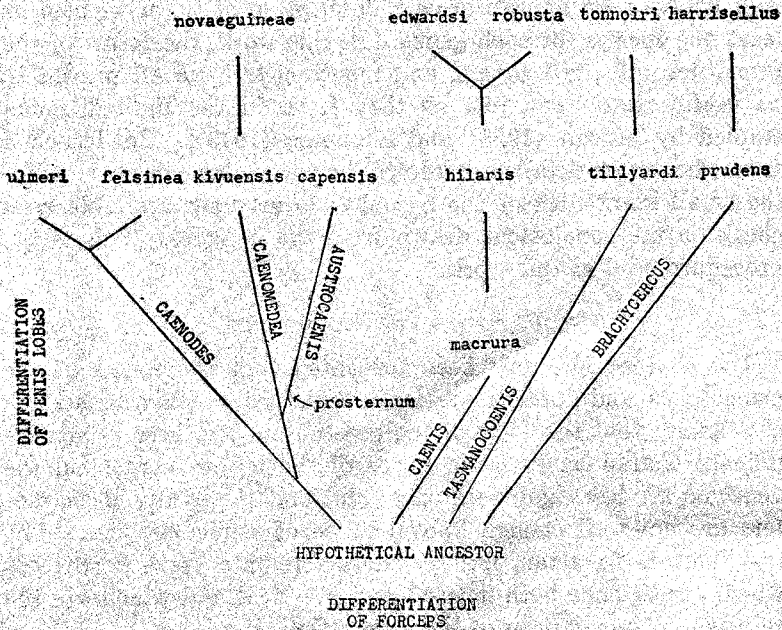 novaeguineae edwardsi robusta tonnoiri harrisellus
ulmeri felsinea kivuensis capensis hilaris tillyardi prudens
CAENODES
CAENOMEDEA
AUSTROCAENIS
prosternum
macrura
CAENIS
TASMANOCOENIS
BRACHYCERCUS
DIFFERENTIATION
OF PENIS LOBES
HYPOTHETICAL ANCESTOR
DIFFERENTIATION
OF FORCEPS